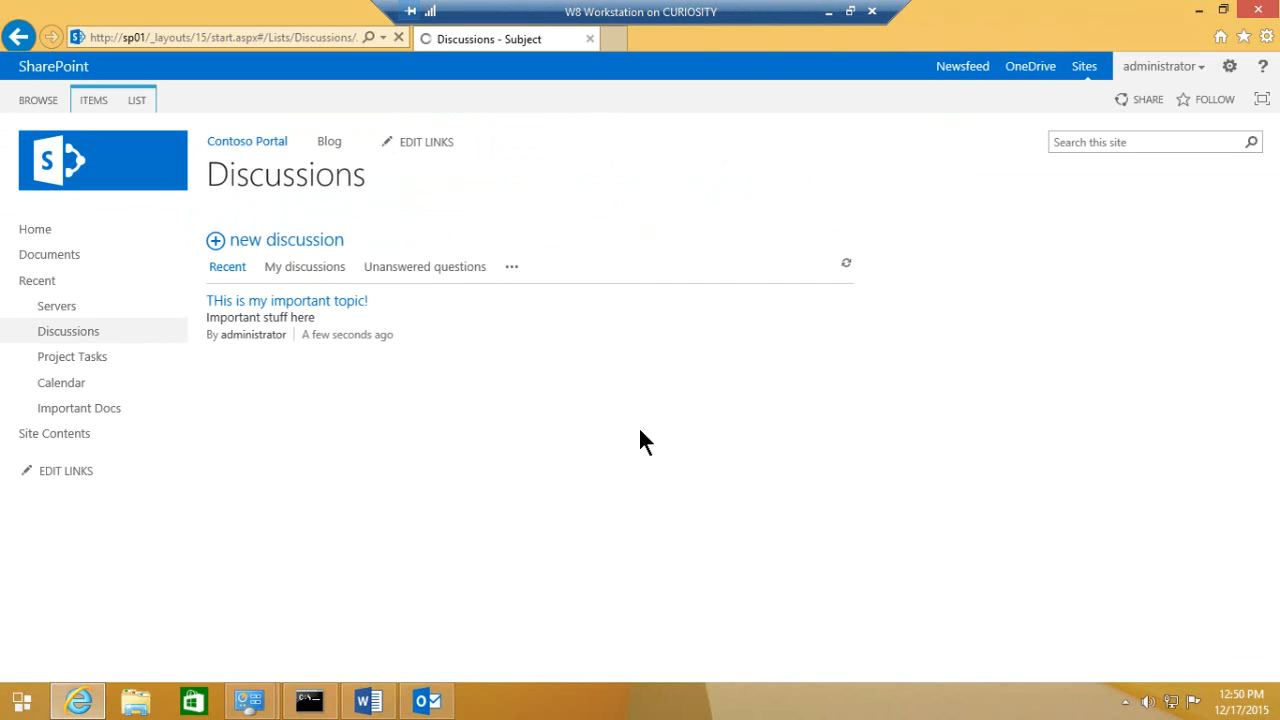 W8 Workstation on CURIOSITY
http://sp01/_layouts/15/start.aspx#/Lists/Discussions/.
Discussions - Subject
SharePoint
Newsfeed OneDrive Sites administrator
BROWSE ITEMS LIST
SHARE FOLLOW
S
Contoso Portal Blog EDIT LINKS
Search this site
Discussions
Home
Documents
Recent
Servers
Discussions
Project Tasks
Calendar
Important Docs
Site Contents
EDIT LINKS
new discussion
Recent My discussions Unanswered questions ...
THis is my important topic!
Important stuff here
By administrator | A few seconds ago
12:50 PM
12/17/2015